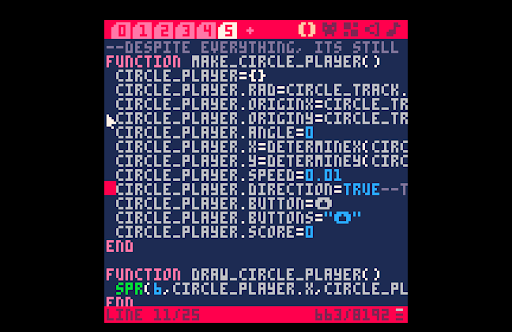 0 1 2 3 4 5 +
--DESPITE EVERYTHING, ITS STILL
FUNCTION MAKE_CIRCLE_PLAYER()
CIRCLE_PLAYER={}
CIRCLE_PLAYER.RAD=CIRCLE_TRACK.
CIRCLE_PLAYER.ORIGINX=CIRCLE_TR
CIRCLE_PLAYER.ORIGINY=CIRCLE_TR
CIRCLE_PLAYER.ANGLE=0
CIRCLE_PLAYER.X=DETERMINEX(CIRC
CIRCLE_PLAYER.Y=DETERMINEY(CIRC
CIRCLE_PLAYER.SPEED=0.01
CIRCLE_PLAYER.DIRECTION=TRUE--T
CIRCLE_PLAYER.BUTTON=🅾️
CIRCLE_PLAYER.BUTTONS="🅾️"
CIRCLE_PLAYER.SCORE=0
END
FUNCTION DRAW_CIRCLE_PLAYER()
SPR(6,CIRCLE_PLAYER.X,CIRCLE_PL
END
LINE 11/25 663/8192